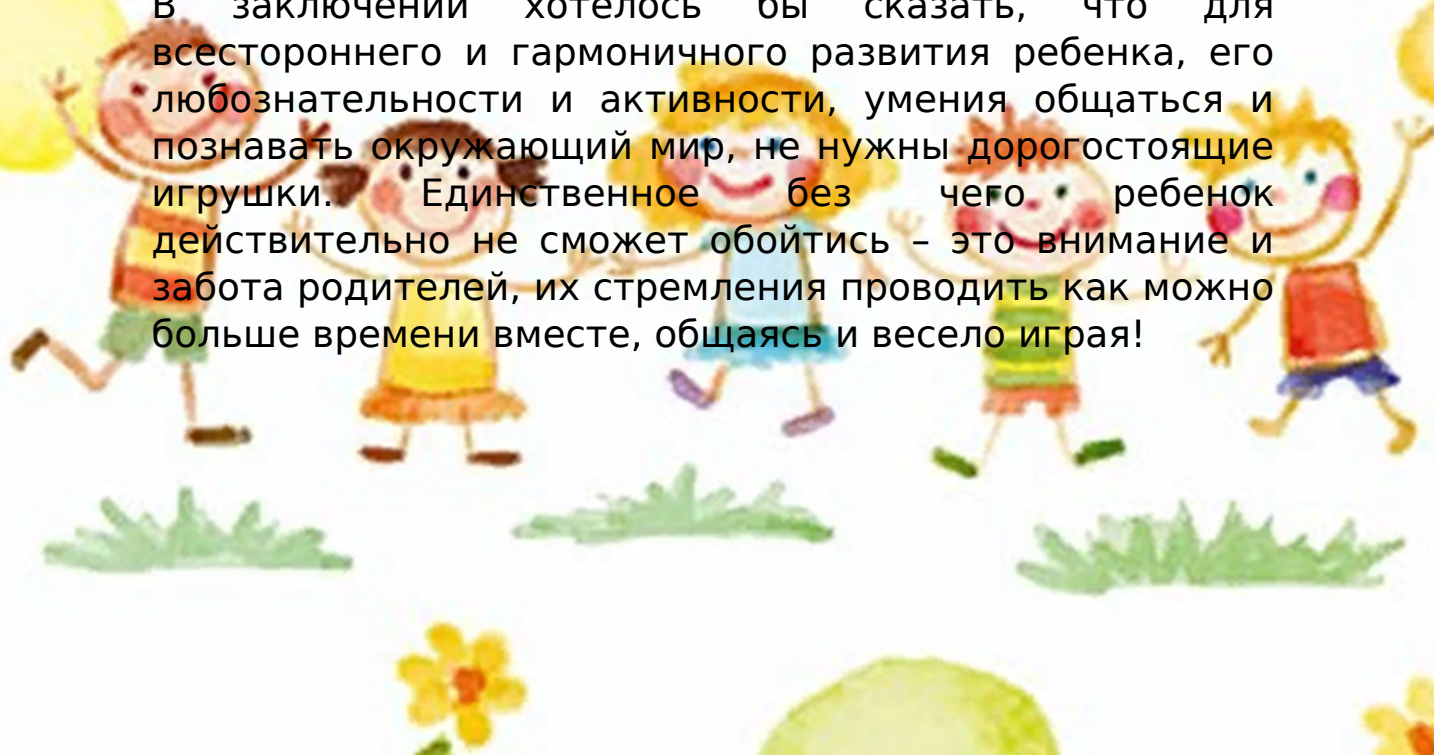 В заключении хотелось бы сказать, что для
всестороннего и гармоничного развития ребенка, его
любознательности и активности, умения общаться и
познавать окружающий мир, не нужны дорогостоящие
игрушки. Единственное без чего ребенок
действительно не сможет обойтись – это внимание и
забота родителей, их стремления проводить как можно
больше времени вместе, общаясь и весело играя!